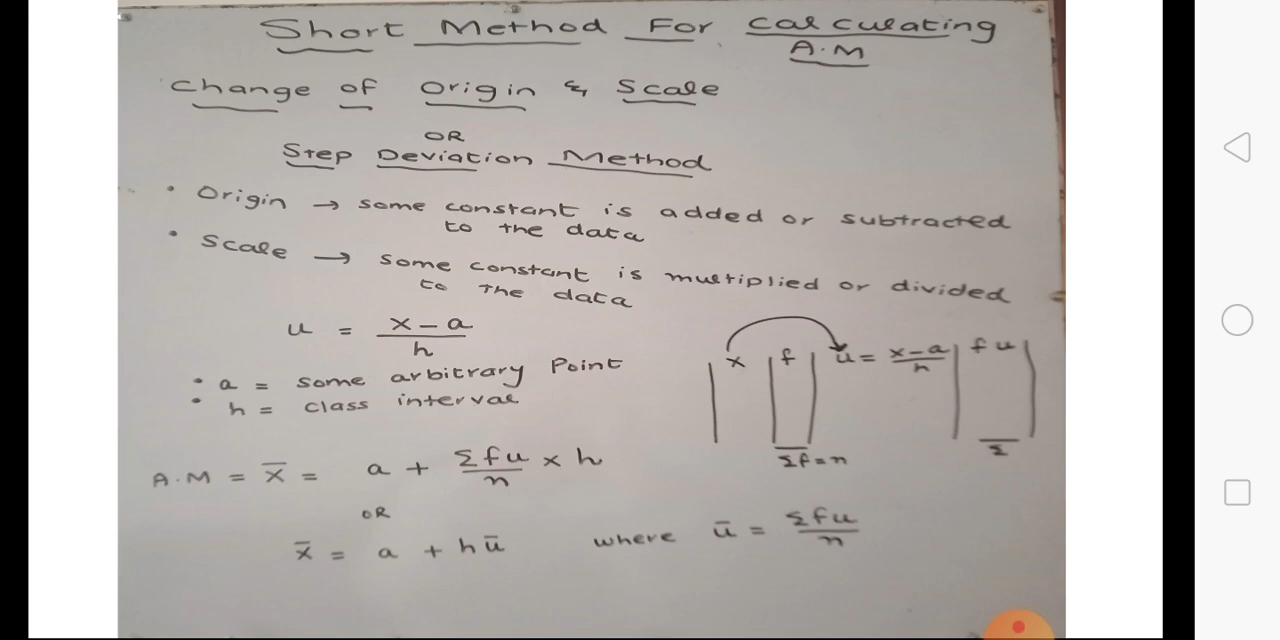 Short Method For Calculating
A.M
Change of Origin & Scale
OR
Step Deviation Method
• Origin → some constant is added or subtracted
to the data
• Scale → some constant is multiplied or divided
to the data
u = x - a / h
• a = some arbitrary Point
• h = class interval
x | f | u = x - a / h | f u
Σf = n Σ
A.M = x̄ = a + Σfu / n × h
OR
x̄ = a + hū where ū = Σfu / n